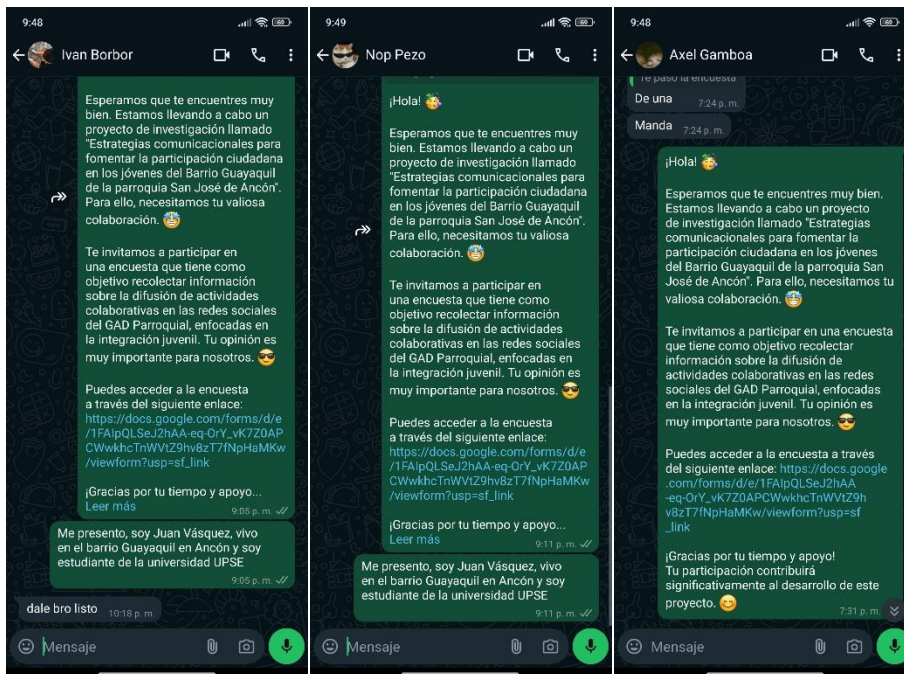 9:48
Ivan Borbor
Esperamos que te encuentres muy
bien. Estamos llevando a cabo un
proyecto de investigación llamado
"Estrategias comunicacionales para
fomentar la participación ciudadana
en los jóvenes del Barrio Guayaquil
de la parroquia San José de Ancón".
Para ello, necesitamos tu valiosa
colaboración. 🥳
Te invitamos a participar en
una encuesta que tiene como
objetivo recolectar información
sobre la difusión de actividades
colaborativas en las redes sociales
del GAD Parroquial, enfocadas en
la integración juvenil. Tu opinión es
muy importante para nosotros. 😎
Puedes acceder a la encuesta
a través del siguiente enlace:
https://docs.google.com/forms/d/e
/1FAIpQLSeJ2hAA-eq-OrY_vK7Z0AP
CWwkhcTnWVtZ9hv8zT7fNpHaMKw
/viewform?usp=sf_link
¡Gracias por tu tiempo y apoyo...
Leer más
9:05 p. m.
Me presento, soy Juan Vásquez, vivo
en el barrio Guayaquil en Ancón y soy
estudiante de la universidad UPSE
9:05 p. m.
dale bro listo 10:18 p. m.
Mensaje
9:49
Nop Pezo
¡Hola! 🥳
Esperamos que te encuentres muy
bien. Estamos llevando a cabo un
proyecto de investigación llamado
"Estrategias comunicacionales para
fomentar la participación ciudadana
en los jóvenes del Barrio Guayaquil
de la parroquia San José de Ancón".
Para ello, necesitamos tu valiosa
colaboración. 🥳
Te invitamos a participar en
una encuesta que tiene como
objetivo recolectar información
sobre la difusión de actividades
colaborativas en las redes sociales
del GAD Parroquial, enfocadas en
la integración juvenil. Tu opinión es
muy importante para nosotros. 😎
Puedes acceder a la encuesta
a través del siguiente enlace:
https://docs.google.com/forms/d/e
/1FAIpQLSeJ2hAA-eq-OrY_vK7Z0AP
CWwkhcTnWVtZ9hv8zT7fNpHaMKw
/viewform?usp=sf_link
¡Gracias por tu tiempo y apoyo...
Leer más
9:11 p. m.
Me presento, soy Juan Vásquez, vivo
en el barrio Guayaquil en Ancón y soy
estudiante de la universidad UPSE
9:11 p. m.
Mensaje
9:48
Axel Gamboa
Te paso la encuesta
De una 7:24 p. m.
Manda 7:24 p. m.
¡Hola! 🥳
Esperamos que te encuentres muy bien.
Estamos llevando a cabo un proyecto
de investigación llamado "Estrategias
comunicacionales para fomentar la
participación ciudadana en los jóvenes
del Barrio Guayaquil de la parroquia San
José de Ancón". Para ello, necesitamos tu
valiosa colaboración. 🥳
Te invitamos a participar en una encuesta
que tiene como objetivo recolectar
información sobre la difusión de
actividades colaborativas en las redes
sociales del GAD Parroquial, enfocadas
en la integración juvenil. Tu opinión es
muy importante para nosotros. 😎
Puedes acceder a la encuesta a través
del siguiente enlace: https://docs.google
.com/forms/d/e/1FAIpQLSeJ2hAA
-eq-OrY_vK7Z0APCWwkhcTnWVtZ9h
v8zT7fNpHaMKw/viewform?usp=sf
_link
¡Gracias por tu tiempo y apoyo!
Tu participación contribuirá
significativamente al desarrollo de este
proyecto. 😊
7:31 p. m.
Mensaje